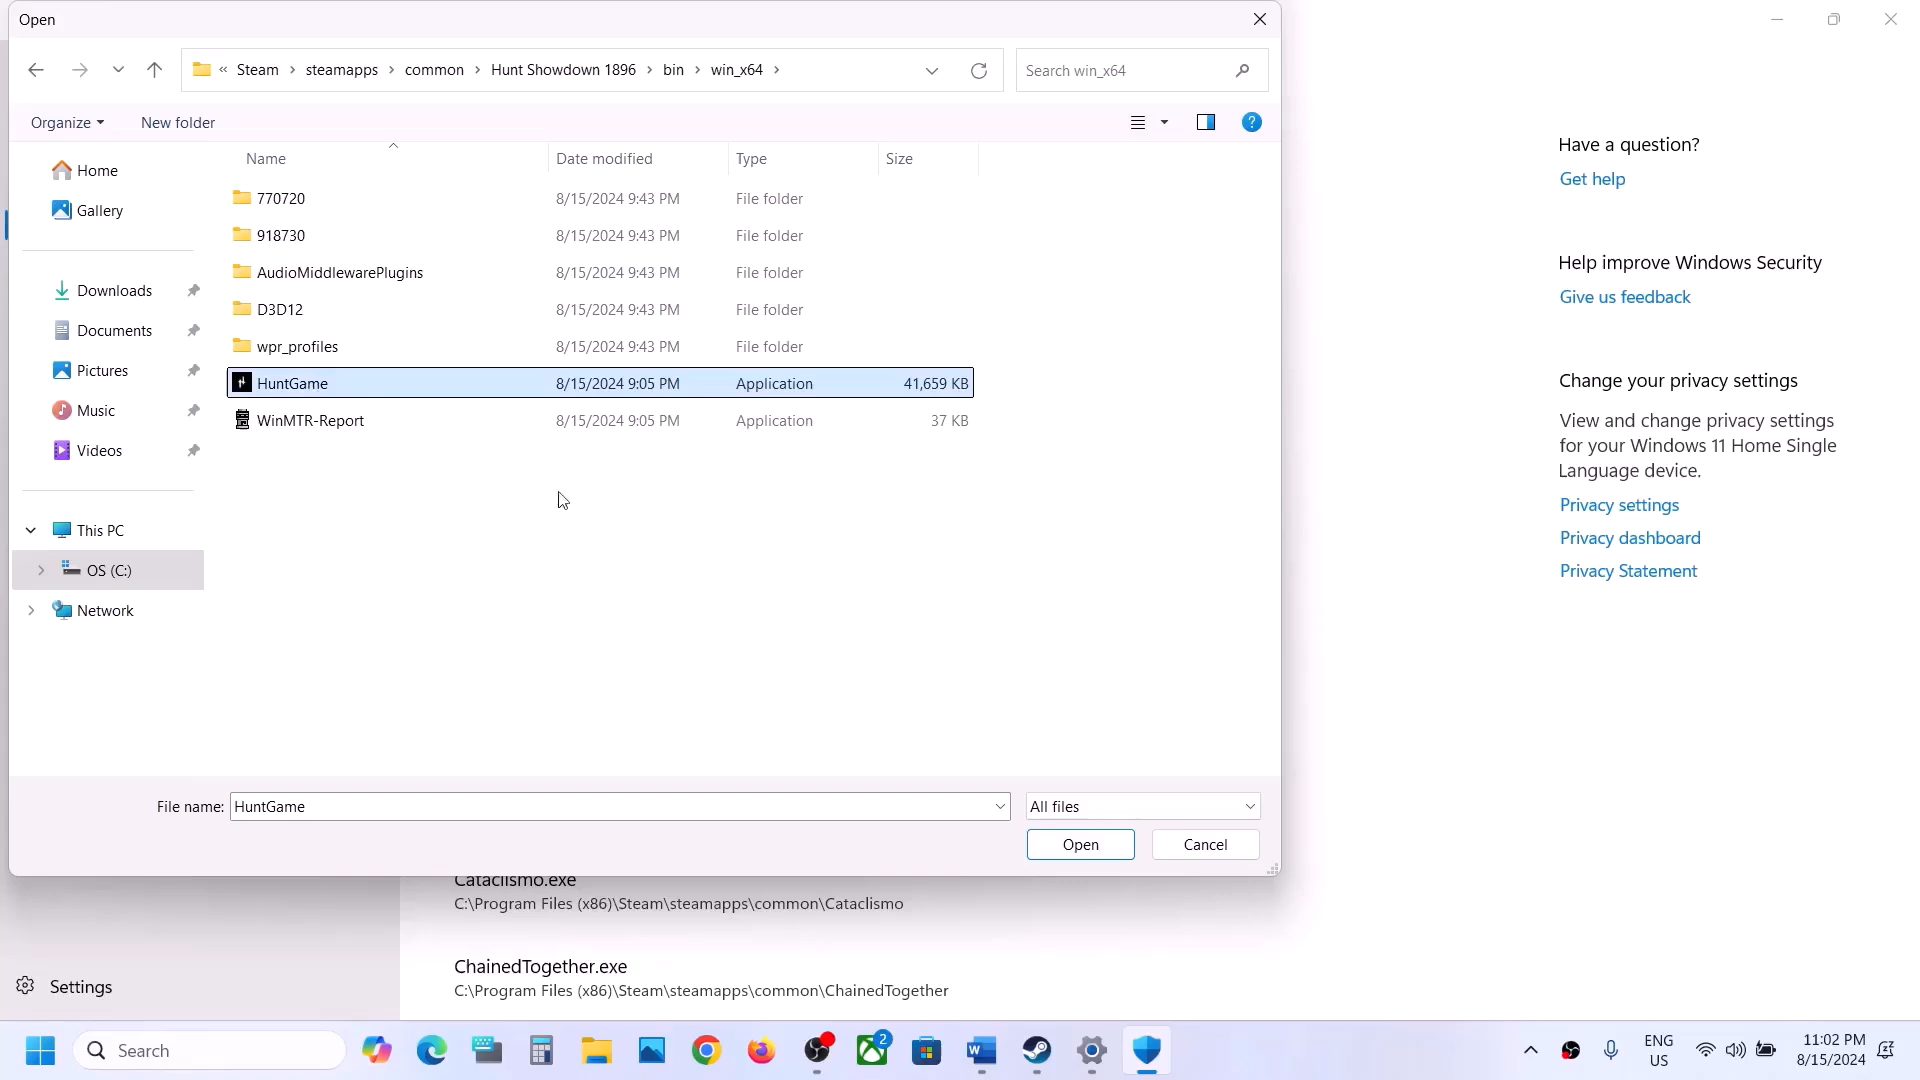 Open
« Steam › steamapps › common › Hunt Showdown 1896 › bin › win_x64 ›
Search win_x64
Organize
New folder
Name
Date modified
Type
Size
Home
Gallery
Downloads
Documents
Pictures
Music
Videos
This PC
OS (C:)
Network
770720 8/15/2024 9:43 PM File folder
918730 8/15/2024 9:43 PM File folder
AudioMiddlewarePlugins 8/15/2024 9:43 PM File folder
D3D12 8/15/2024 9:43 PM File folder
wpr_profiles 8/15/2024 9:43 PM File folder
HuntGame 8/15/2024 9:05 PM Application 41,659 KB
WinMTR-Report 8/15/2024 9:05 PM Application 37 KB
File name: HuntGame
All files
Open
Cancel
Have a question?
Get help
Help improve Windows Security
Give us feedback
Change your privacy settings
View and change privacy settings
for your Windows 11 Home Single
Language device.
Privacy settings
Privacy dashboard
Privacy Statement
Cataclismo.exe
C:\Program Files (x86)\Steam\steamapps\common\Cataclismo
ChainedTogether.exe
C:\Program Files (x86)\Steam\steamapps\common\ChainedTogether
Settings
Search
2
ENG
US
11:02 PM
8/15/2024